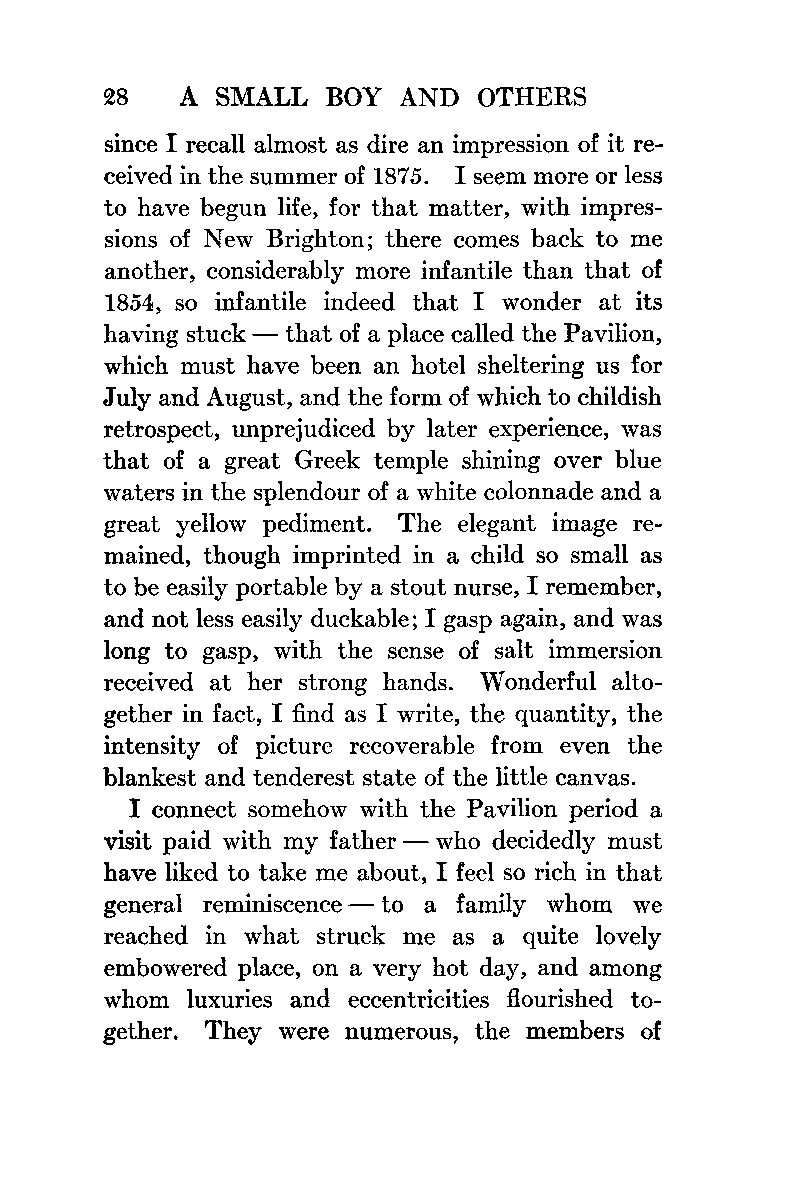 28 A SMALL BOY AND OTHERS
since I recall almost as dire an impression of it re-
ceived in the summer of 1875. I seem more or less
to have begun life, for that matter, with impres-
sions of New Brighton; there comes back to me
another, considerably more infantile than that of
1854, so infantile indeed that I wonder at its
having stuck — that of a place called the Pavilion,
which must have been an hotel sheltering us for
July and August, and the form of which to childish
retrospect, unprejudiced by later experience, was
that of a great Greek temple shining over blue
waters in the splendour of a white colonnade and a
great yellow pediment. The elegant image re-
mained, though imprinted in a child so small as
to be easily portable by a stout nurse, I remember,
and not less easily duckable; I gasp again, and was
long to gasp, with the sense of salt immersion
received at her strong hands. Wonderful alto-
gether in fact, I find as I write, the quantity, the
intensity of picture recoverable from even the
blankest and tenderest state of the little canvas.
I connect somehow with the Pavilion period a
visit paid with my father — who decidedly must
have liked to take me about, I feel so rich in that
general reminiscence — to a family whom we
reached in what struck me as a quite lovely
embowered place, on a very hot day, and among
whom luxuries and eccentricities flourished to-
gether. They were numerous, the members of